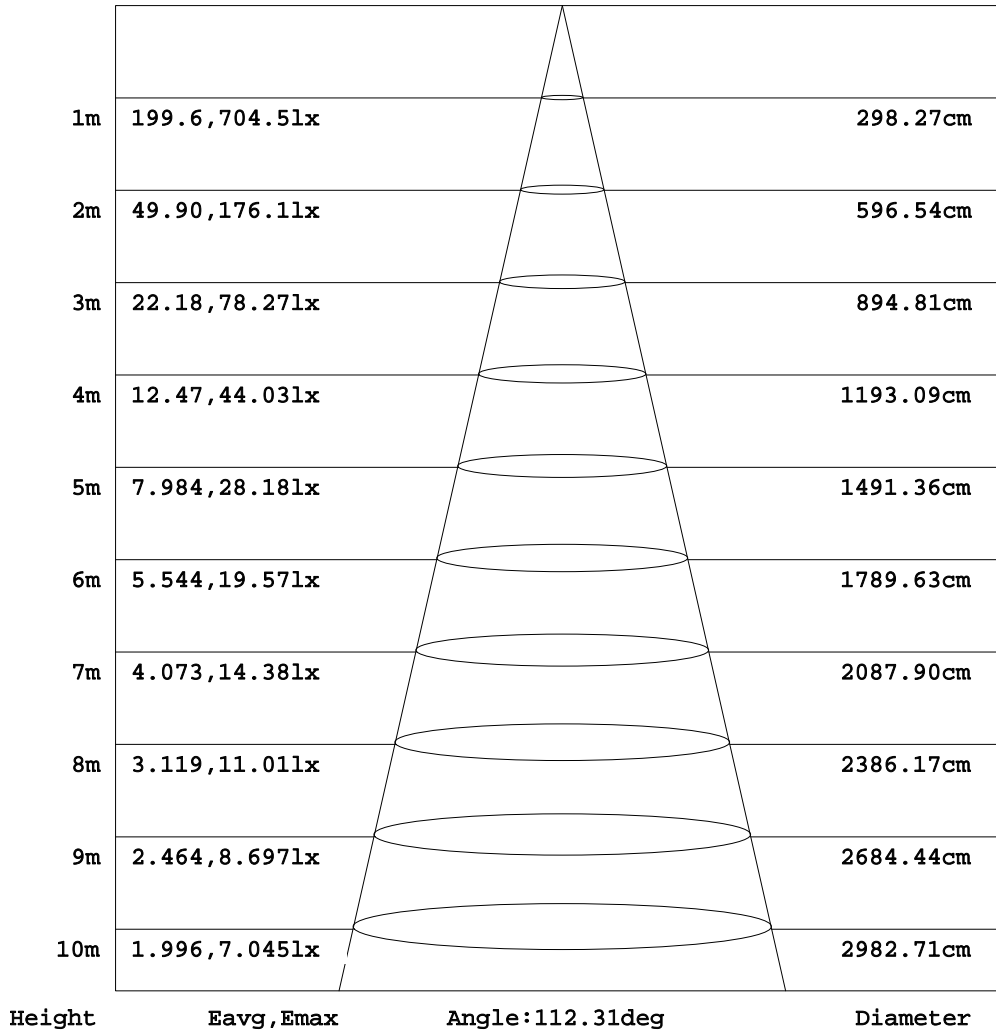 1m 199.6,704.5lx 298.27cm
2m 49.90,176.1lx 596.54cm
3m 22.18,78.27lx 894.81cm
4m 12.47,44.03lx 1193.09cm
5m 7.984,28.18lx 1491.36cm
6m 5.544,19.57lx 1789.63cm
7m 4.073,14.38lx 2087.90cm
8m 3.119,11.01lx 2386.17cm
9m 2.464,8.697lx 2684.44cm
10m 1.996,7.045lx 2982.71cm
Height Eavg,Emax Angle:112.31deg Diameter